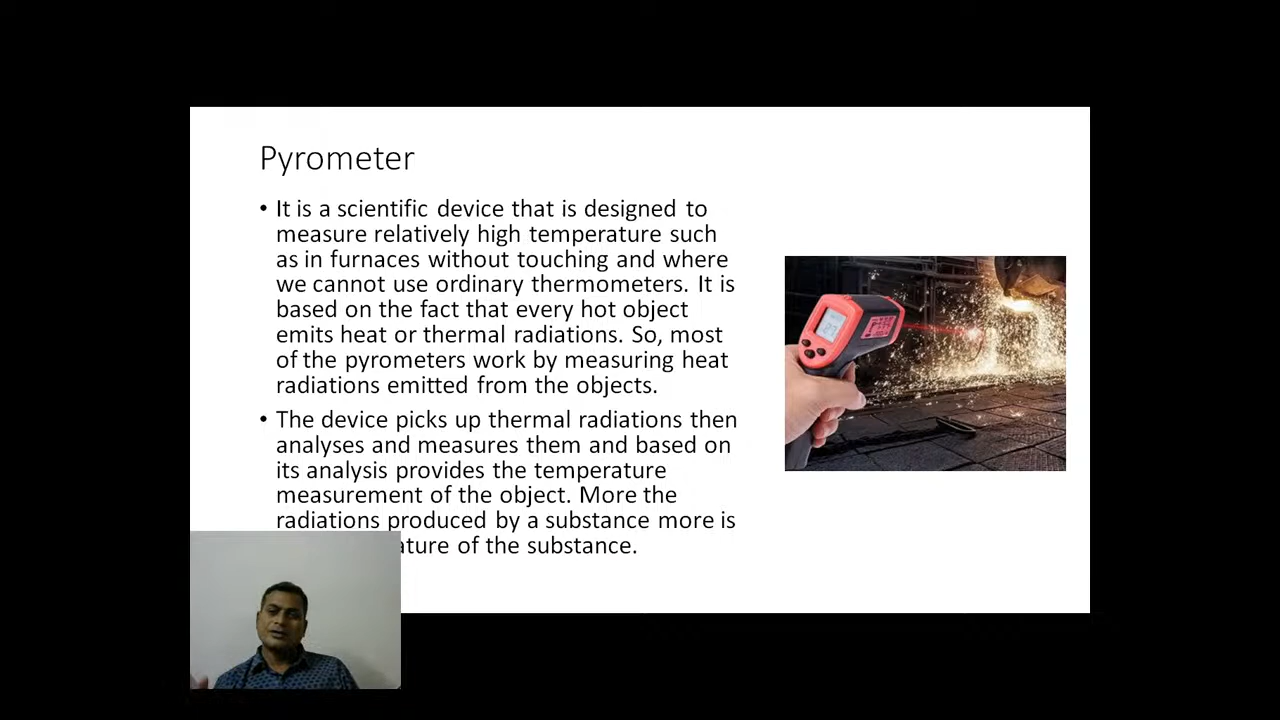 Pyrometer
• It is a scientific device that is designed to
measure relatively high temperature such
as in furnaces without touching and where
we cannot use ordinary thermometers. It is
based on the fact that every hot object
emits heat or thermal radiations. So, most
of the pyrometers work by measuring heat
radiations emitted from the objects.
• The device picks up thermal radiations then
analyses and measures them and based on
its analysis provides the temperature
measurement of the object. More the
radiations produced by a substance more is
ature of the substance.